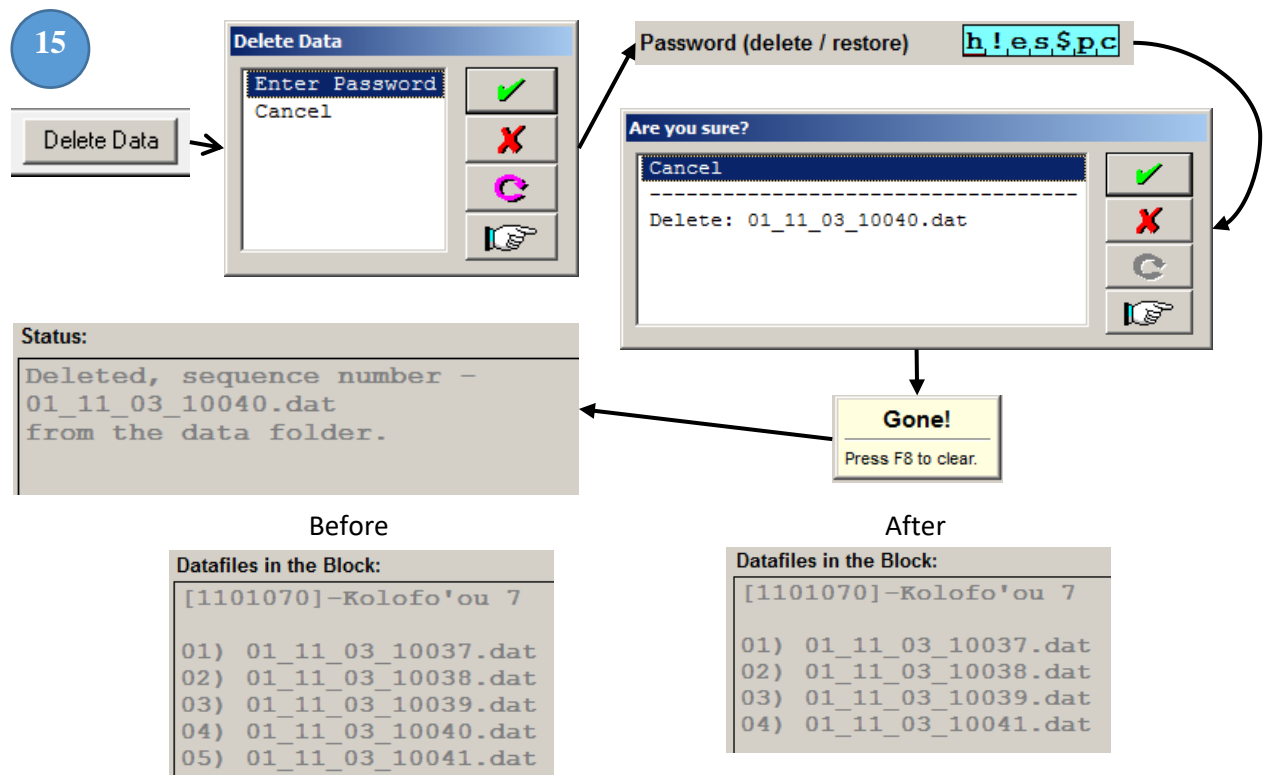 15
Delete Data
Delete Data
Enter Password
Cancel
Password (delete / restore) h!es$pc
Are you sure?
Cancel
-----------------------------------
Delete: 01_11_03_10040.dat
Gone!
Press F8 to clear.
Status:
Deleted, sequence number -
01_11_03_10040.dat
from the data folder.
Before
Datafiles in the Block:
[1101070]-Kolofo'ou 7
01) 01_11_03_10037.dat
02) 01_11_03_10038.dat
03) 01_11_03_10039.dat
04) 01_11_03_10040.dat
05) 01_11_03_10041.dat
After
Datafiles in the Block:
[1101070]-Kolofo'ou 7
01) 01_11_03_10037.dat
02) 01_11_03_10038.dat
03) 01_11_03_10039.dat
04) 01_11_03_10041.dat